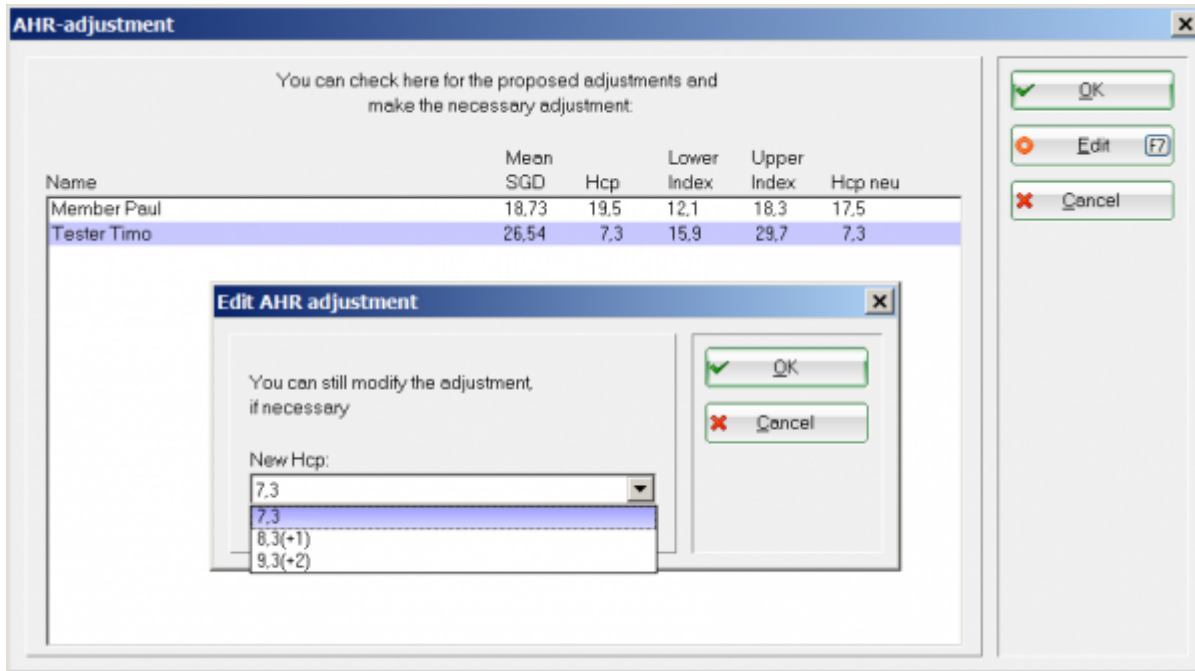 AHR-adjustment
You can check here for the proposed adjustments and
make the necessary adjustment:
Mean Lower Upper
Name SGD Hcp Index Index Hcp neu
Member Paul 18,73 19,5 12,1 18,3 17,5
Tester Timo 26,54 7,3 15,9 29,7 7,3
OK
Edit F7
Cancel
Edit AHR adjustment
You can still modify the adjustment,
if necessary
New Hcp:
7,3
7,3
8,3(+1)
9,3(+2)
OK
Cancel